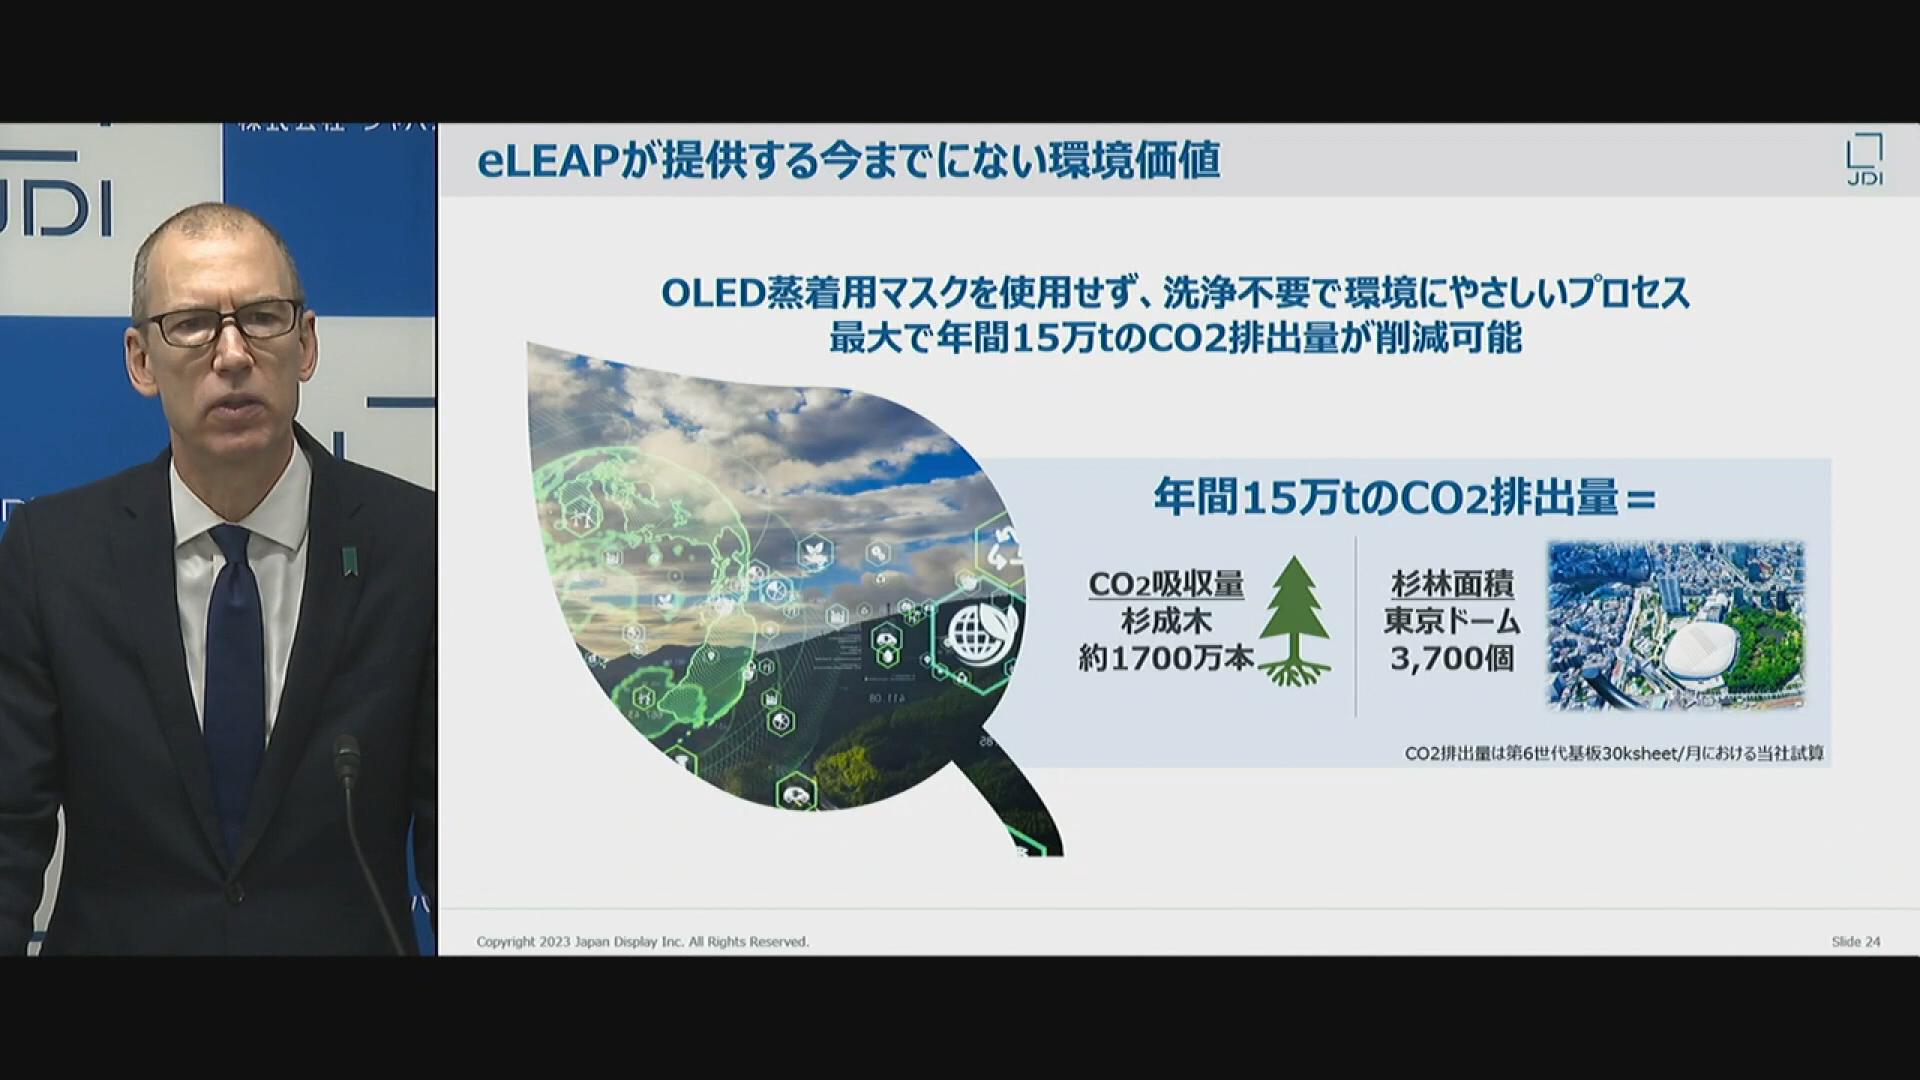 株式会社 ジャパ
JDI
eLEAPが提供する今までにない環境価値
JDI
OLED蒸着用マスクを使用せず、洗浄不要で環境にやさしいプロセス
最大で年間15万tのCO2排出量が削減可能
年間15万tのCO2排出量＝
CO2吸収量
杉成木
約1700万本
杉林面積
東京ドーム
3,700個
CO2排出量は第6世代基板30ksheet/月における当社試算
Copyright 2023 Japan Display Inc. All Rights Reserved.
Slide 24